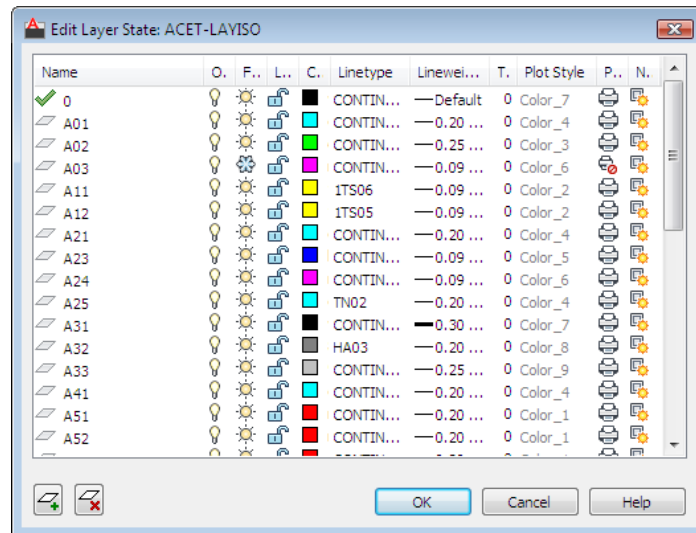 Edit Layer State: ACET-LAYISO
Name O. F.. L.. C. Linetype Linewei... T. Plot Style P.. N.
0 CONTIN... Default 0 Color_7
A01 CONTIN... 0.20 ... 0 Color_4
A02 CONTIN... 0.25 ... 0 Color_3
A03 CONTIN... 0.09 ... 0 Color_6
A11 1TS06 0.09 ... 0 Color_2
A12 1TS05 0.09 ... 0 Color_2
A21 CONTIN... 0.20 ... 0 Color_4
A23 CONTIN... 0.09 ... 0 Color_5
A24 CONTIN... 0.09 ... 0 Color_6
A25 TN02 0.20 ... 0 Color_4
A31 CONTIN... 0.30 ... 0 Color_7
A32 HA03 0.20 ... 0 Color_8
A33 CONTIN... 0.25 ... 0 Color_9
A41 CONTIN... 0.20 ... 0 Color_4
A51 CONTIN... 0.20 ... 0 Color_1
A52 CONTIN... 0.20 ... 0 Color_1
OK Cancel Help